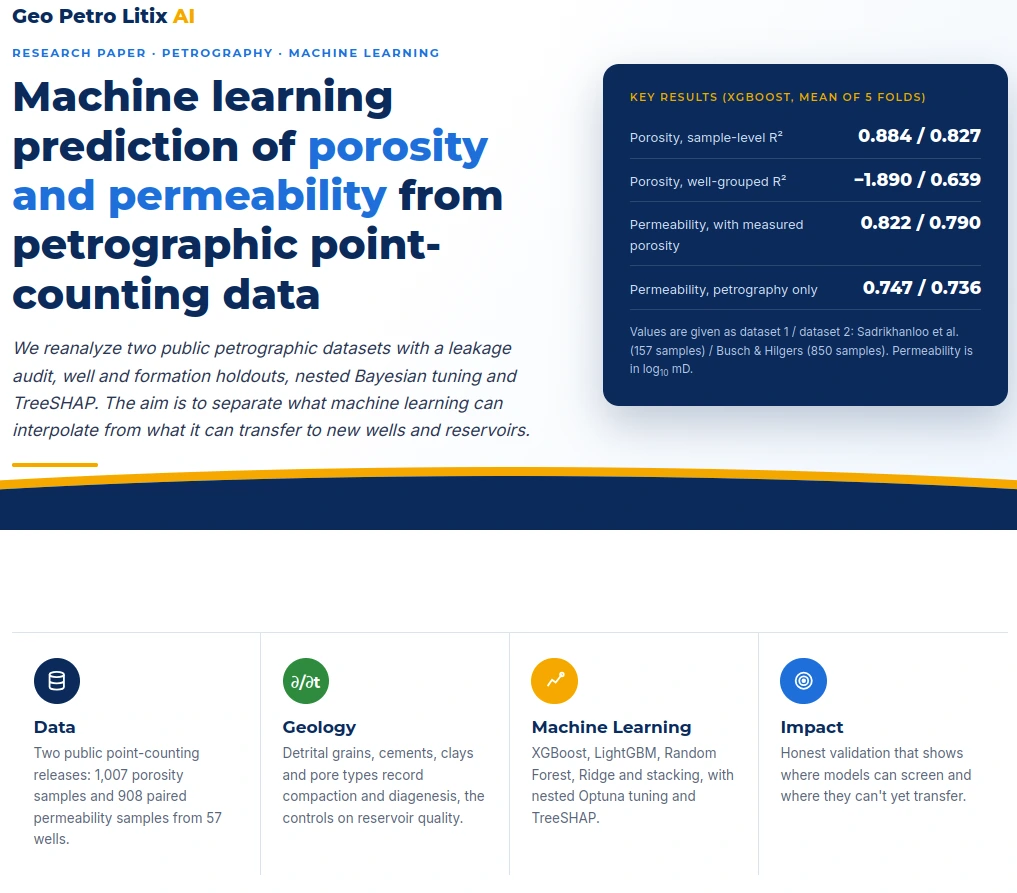 Geo Petro Litix AI
RESEARCH PAPER · PETROGRAPHY · MACHINE LEARNING
Machine learning
prediction of porosity
and permeability from
petrographic point-
counting data
We reanalyze two public petrographic datasets with a leakage
audit, well and formation holdouts, nested Bayesian tuning and
TreeSHAP. The aim is to separate what machine learning can
interpolate from what it can transfer to new wells and reservoirs.
KEY RESULTS (XGBOOST, MEAN OF 5 FOLDS)
Porosity, sample-level R² 0.884 / 0.827
Porosity, well-grouped R² −1.890 / 0.639
Permeability, with measured 0.822 / 0.790
porosity
Permeability, petrography only 0.747 / 0.736
Values are given as dataset 1 / dataset 2: Sadrikhanloo et al.
(157 samples) / Busch & Hilgers (850 samples). Permeability is
in log₁₀ mD.
Data
Two public point-counting
releases: 1,007 porosity
samples and 908 paired
permeability samples from 57
wells.
∂/∂t
Geology
Detrital grains, cements, clays
and pore types record
compaction and diagenesis, the
controls on reservoir quality.
Machine Learning
XGBoost, LightGBM, Random
Forest, Ridge and stacking, with
nested Optuna tuning and
TreeSHAP.
Impact
Honest validation that shows
where models can screen and
where they can't yet transfer.